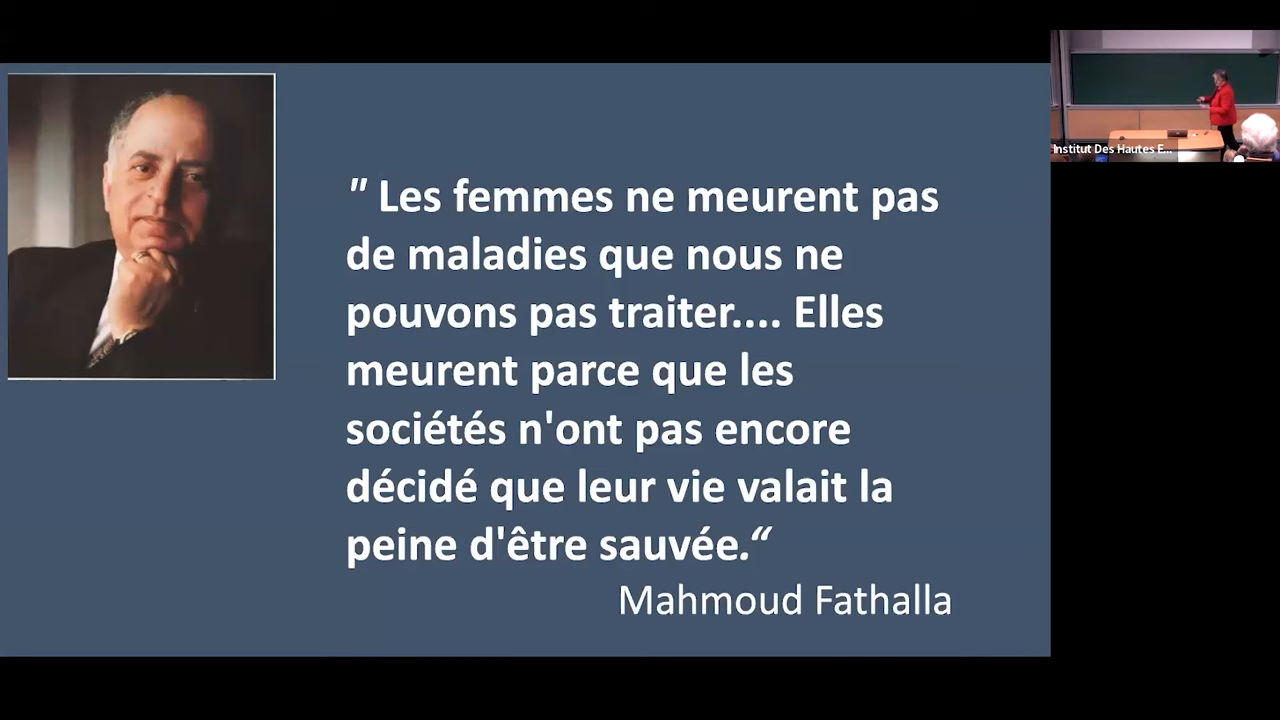 " Les femmes ne meurent pas
de maladies que nous ne
pouvons pas traiter.... Elles
meurent parce que les
sociétés n'ont pas encore
décidé que leur vie valait la
peine d'être sauvée.“
Mahmoud Fathalla
Institut Des Hautes E...